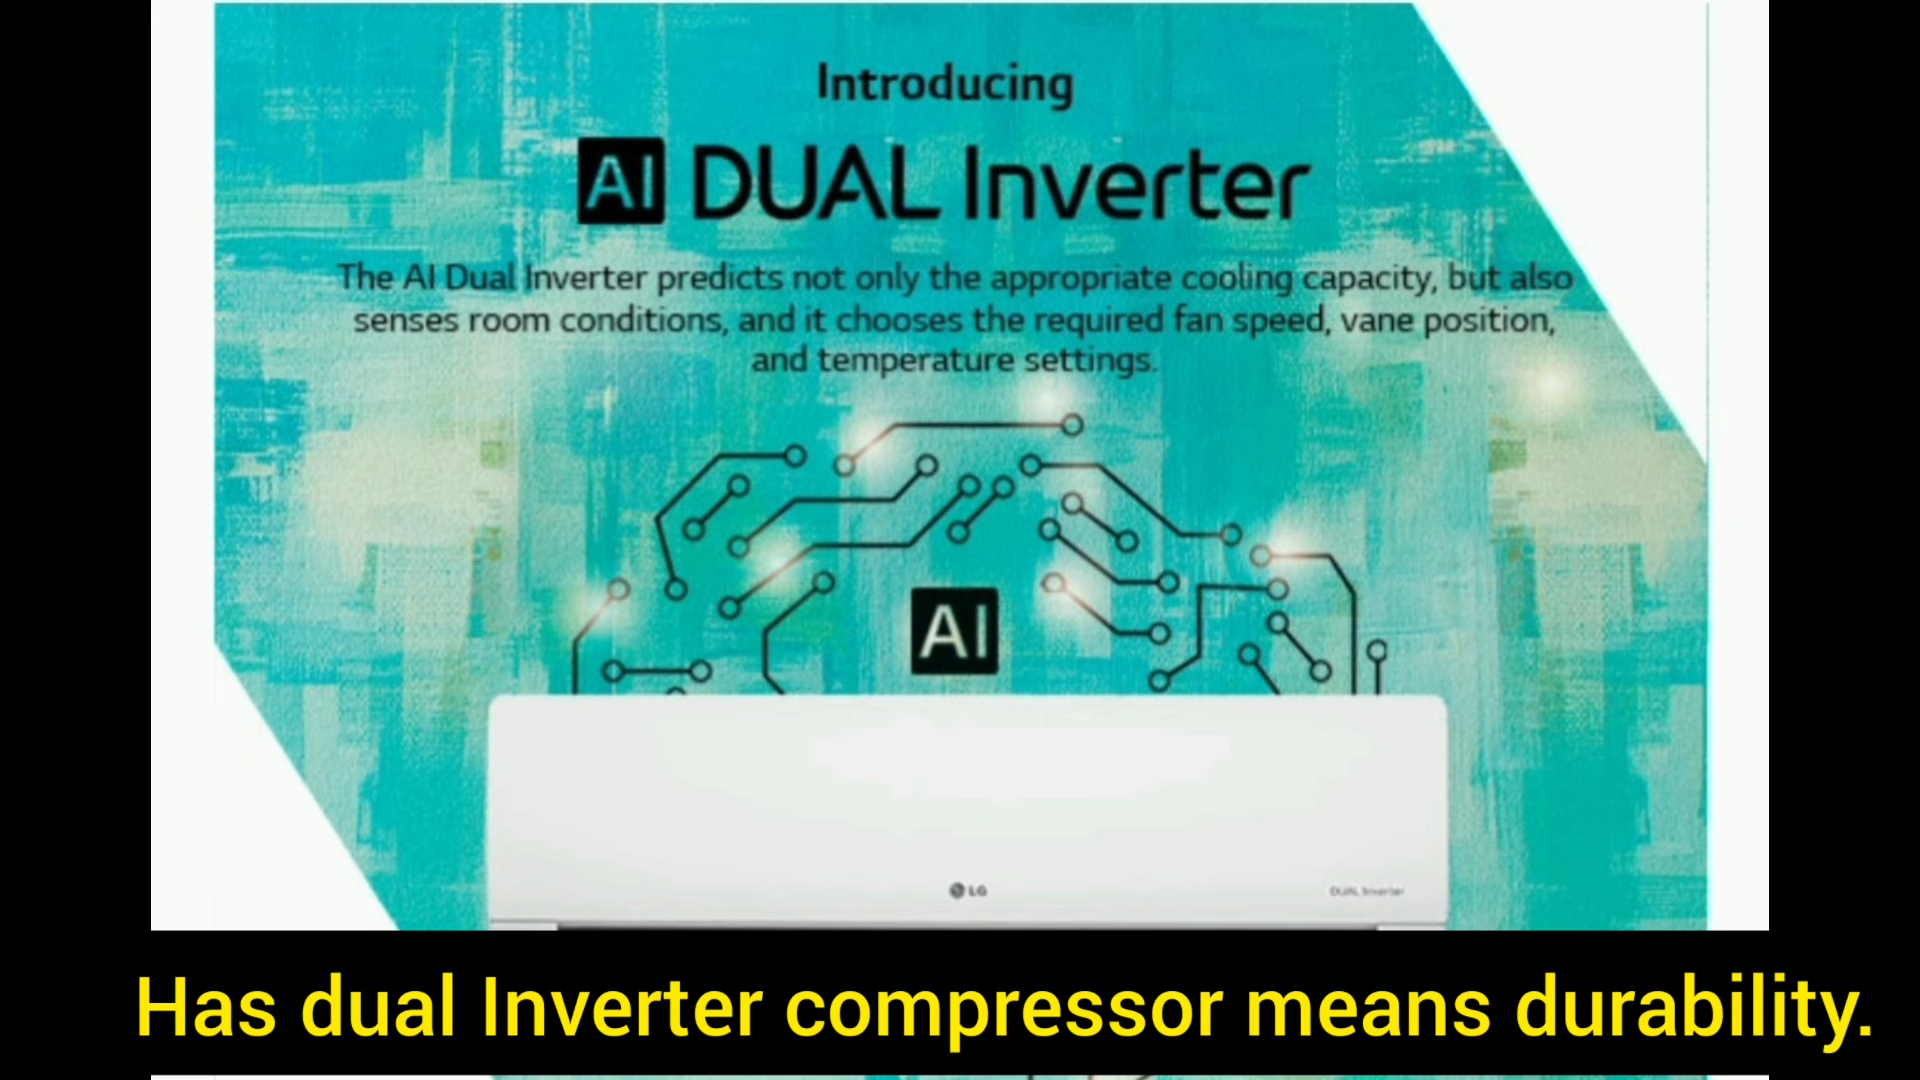 Introducing
AI DUAL Inverter
The AI Dual Inverter predicts not only the appropriate cooling capacity, but also
senses room conditions, and it chooses the required fan speed, vane position,
and temperature settings.
AI
LG
DUAL Inverter
Has dual Inverter compressor means durability.